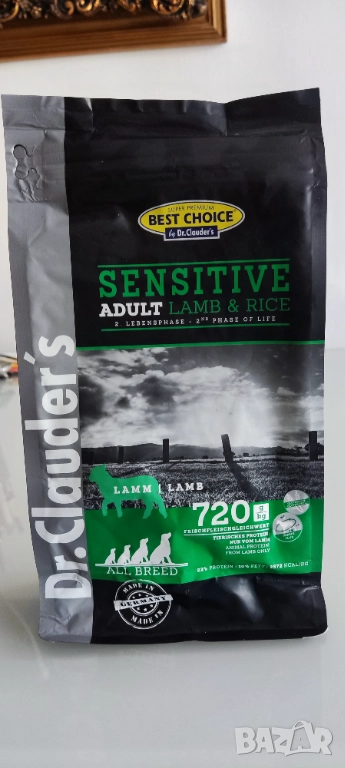 SUPER PREMIUM
BEST CHOICE
by Dr.Clauder's
SENSITIVE
ADULT LAMB & RICE
2. LEBENSPHASE - 2ND PHASE OF LIFE
Dr.Clauder's
LAMM | LAMB
720 g
kg
FRISCHFLEISCHGLEICHWERT
TIERISCHES PROTEIN
NUR VOM LAMM
ANIMAL PROTEIN
FROM LAMB ONLY
ALL BREED
MADE IN
GERMANY
MADE IN
BAZAR